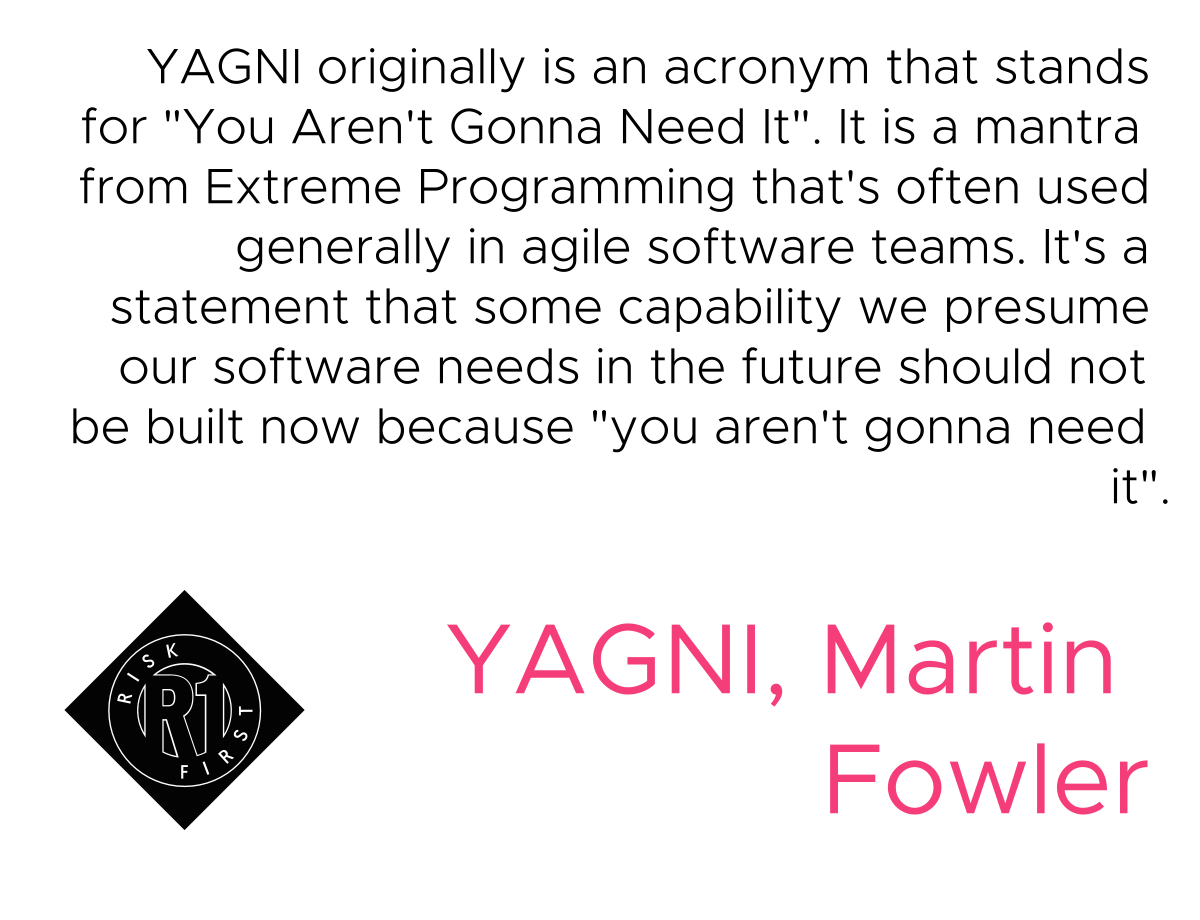 YAGNI originally is an acronym that stands
for "You Aren't Gonna Need It". It is a mantra
from Extreme Programming that's often used
generally in agile software teams. It's a
statement that some capability we presume
our software needs in the future should not
be built now because "you aren't gonna need
it".
RISK
R1
FIRST
YAGNI, Martin
Fowler